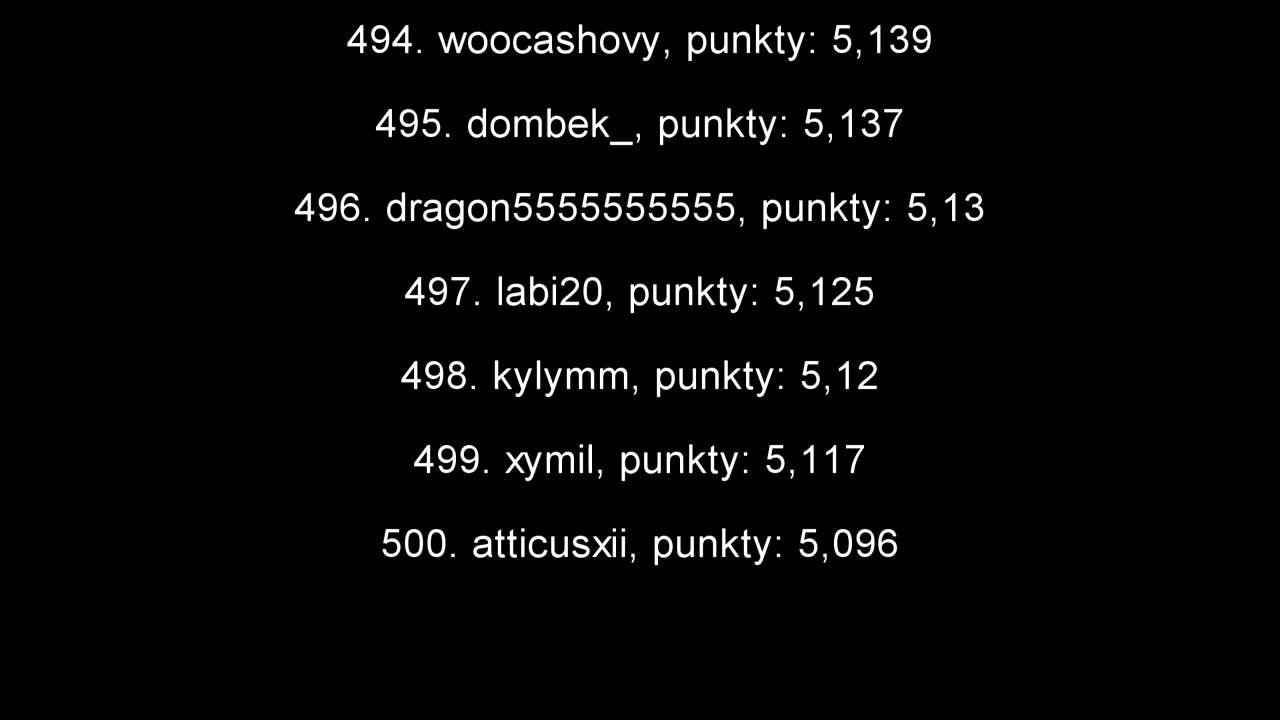 494. woocashovy, punkty: 5,139
495. dombek_, punkty: 5,137
496. dragon5555555555, punkty: 5,13
497. labi20, punkty: 5,125
498. kylymm, punkty: 5,12
499. xymil, punkty: 5,117
500. atticusxii, punkty: 5,096